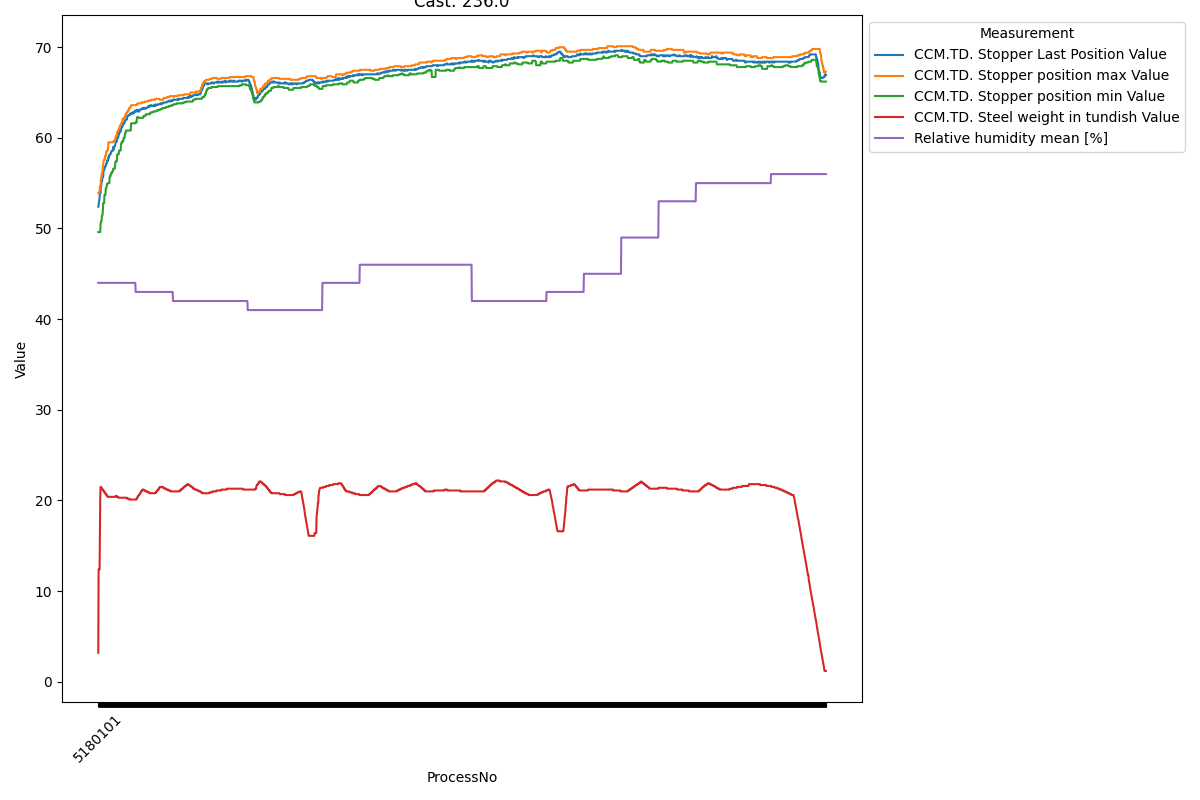 Cast: 236.0
Measurement
CCM.TD. Stopper Last Position Value
CCM.TD. Stopper position max Value
CCM.TD. Stopper position min Value
CCM.TD. Steel weight in tundish Value
Relative humidity mean [%]
70
60
50
40
30
20
10
0
Value
5180101
ProcessNo